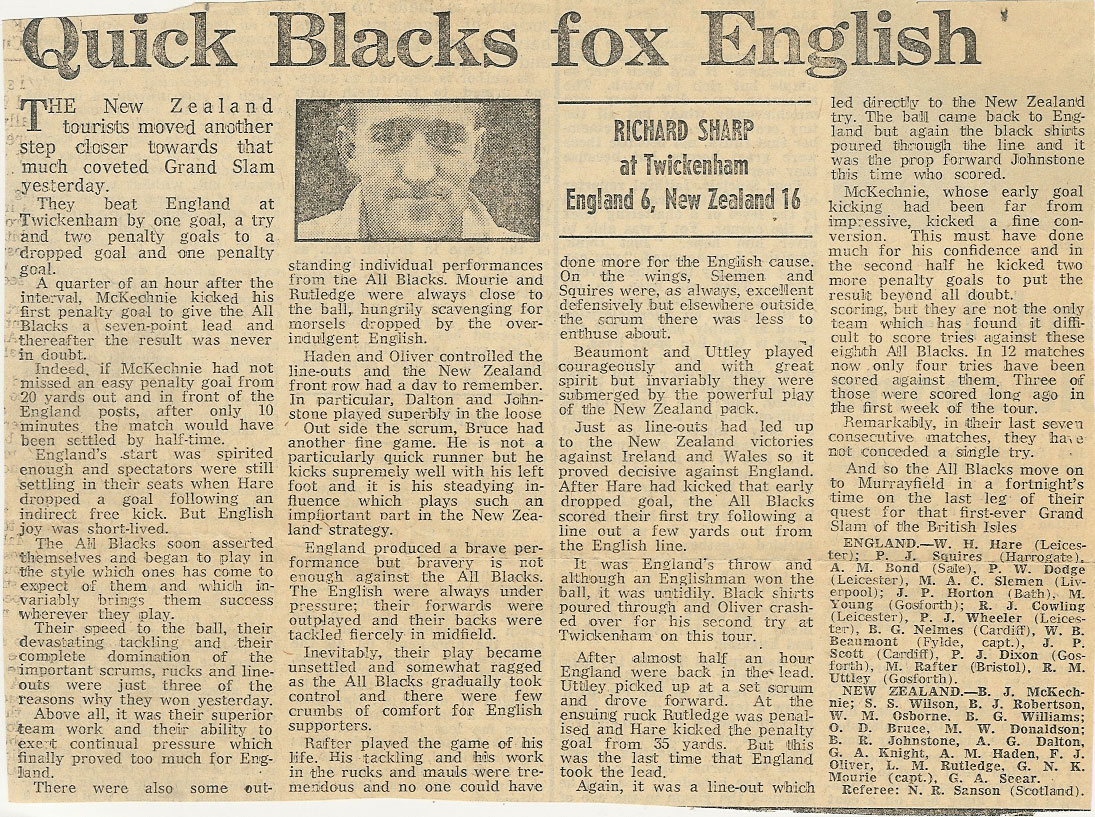 Quick Blacks fox English
THE New Zealand
tourists moved another
step closer towards that
much coveted Grand Slam
yesterday.
They beat England at
Twickenham by one goal, a try
and two penalty goals to a
dropped goal and one penalty
goal.
A quarter of an hour after the
interval, McKechnie kicked his
first penalty goal to give the All
Blacks a seven-point lead and
thereafter the result was never
in doubt.
Indeed, if McKechnie had not
missed an easy penalty goal from
20 yards out and in front of the
England posts, after only 10
minutes the match would have
been settled by half-time.
England's start was spirited
enough and spectators were still
settling in their seats when Hare
dropped a goal following an
indirect free kick. But English
joy was short-lived.
The All Blacks soon asserted
themselves and began to play in
the style which ones has come to
expect of them and which in-
variably brings them success
wherever they play.
Their speed to the ball, their
devastating tackling and their
complete domination of the
important scrums, rucks and line-
outs were just three of the
reasons why they won yesterday.
Above all, it was their superior
team work and their ability to
exert continual pressure which
finally proved too much for Eng-
land.
There were also some out-
standing individual performances
from the All Blacks. Mourie and
Rutledge were always close to
the ball, hungrily scavenging for
morsels dropped by the over-
indulgent English.
Haden and Oliver controlled the
line-outs and the New Zealand
front row had a day to remember.
In particular, Dalton and John-
stone played superbly in the loose
Out side the scrum, Bruce had
another fine game. He is not a
particularly quick runner but he
kicks supremely well with his left
foot and it is his steadying in-
fluence which plays such an
important part in the New Zea-
land strategy.
England produced a brave per-
formance but bravery is not
enough against the All Blacks.
The English were always under
pressure; their forwards were
outplayed and their backs were
tackled fiercely in midfield.
Inevitably, their play became
unsettled and somewhat ragged
as the All Blacks gradually took
control and there were few
crumbs of comfort for English
supporters.
Rafter played the game of his
life. His tackling and his work
in the rucks and mauls were tre-
mendous and no one could have
RICHARD SHARP
at Twickenham
England 6, New Zealand 16
done more for the English cause.
On the wings, Slemen and
Squires were, as always, excellent
defensively but elsewhere outside
the scrum there was less to
enthuse about.
Beaumont and Uttley played
courageously and with great
spirit but invariably they were
submerged by the powerful play
of the New Zealand pack.
Just as line-outs had led up
to the New Zealand victories
against Ireland and Wales so it
proved decisive against England.
After Hare had kicked that early
dropped goal, the All Blacks
scored their first try following a
line out a few yards out from
the English line.
It was England's throw and
although an Englishman won the
ball, it was untidily. Black shirts
poured through and Oliver crash-
ed over for his second try at
Twickenham on this tour.
After almost half an hour
England were back in the lead.
Uttley picked up at a set scrum
and drove forward. At the
ensuing ruck Rutledge was penal-
ised and Hare kicked the penalty
goal from 35 yards. But this
was the last time that England
took the lead.
Again, it was a line-out which
led directly to the New Zealand
try. The ball came back to Eng-
land but again the black shirts
poured through the line and it
was the prop forward Johnstone
this time who scored.
McKechnie, whose early goal
kicking had been far from
impressive, kicked a fine con-
version. This must have done
much for his confidence and in
the second half he kicked two
more penalty goals to put the
result beyond all doubt.
scoring, but they are not the only
team which has found it diffi-
cult to score tries against these
eighth All Blacks. In 12 matches
now only four tries have been
scored against them. Three of
those were scored long ago in
the first week of the tour.
Remarkably, in their last seven
consecutive matches, they have
not conceded a single try.
And so the All Blacks move on
to Murrayfield in a fortnight's
time on the last leg of their
quest for that first-ever Grand
Slam of the British Isles
ENGLAND.—W. H. Hare (Leices-
ter); P. J. Squires (Harrogate),
A. M. Bond (Sale), P. W. Dodge
(Leicester), M. A. C. Slemen (Liv-
erpool); J. P. Horton (Bath), M.
Young (Gosforth); R. J. Cowling
(Leicester), P. J. Wheeler (Leices-
ter), B. G. Nelmes (Cardiff), W. B.
Beaumont (Fylde, capt.), J. P.
Scott (Cardiff), P. J. Dixon (Gos-
forth), M. Rafter (Bristol), R. M.
Uttley (Gosforth).
NEW ZEALAND.—B. J. McKech-
nie; S. S. Wilson, B. J. Robertson,
W. M. Osborne, B. G. Williams;
O. D. Bruce, M. W. Donaldson;
B. R. Johnstone, A. G. Dalton,
G. A. Knight, A. M. Haden, F. J.
Oliver, L. M. Rutledge, G. N. K.
Mourie (capt.), G. A. Seear.
Referee: N. R. Sanson (Scotland).